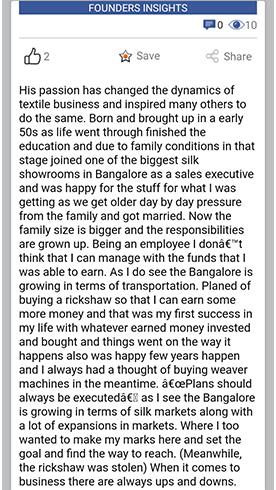 FOUNDERS INSIGHTS
0 10
2 Save Share
His passion has changed the dynamics of
textile business and inspired many others to
do the same. Born and brought up in a early
50s as life went through finished the
education and due to family conditions in that
stage joined one of the biggest silk
showrooms in Bangalore as a sales executive
and was happy for the stuff for what I was
getting as we get older day by day pressure
from the family and got married. Now the
family size is bigger and the responsibilities
are grown up. Being an employee I donâ€™t
think that I can manage with the funds that I
was able to earn. As I do see the Bangalore is
growing in terms of transportation. Planed of
buying a rickshaw so that I can earn some
more money and that was my first success in
my life with whatever earned money invested
and bought and things went on the way it
happens also was happy few years happen
and I always had a thought of buying weaver
machines in the meantime. â€œPlans should
always be executedâ€ as I see the Bangalore
is growing in terms of silk markets along with
a lot of expansions in markets. Where I too
wanted to make my marks here and set the
goal and find the way to reach. (Meanwhile,
the rickshaw was stolen) When it comes to
business there are always ups and downs.